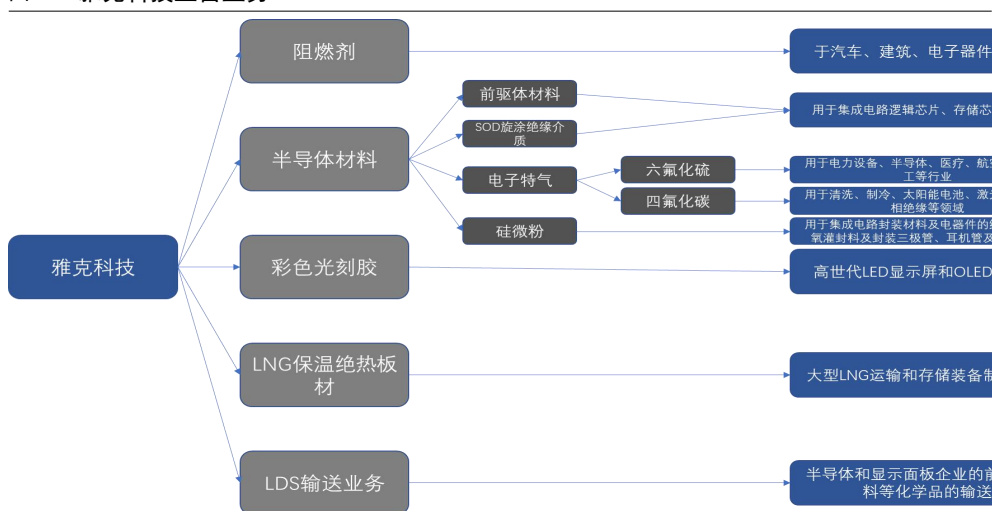 阻燃剂
于汽车、建筑、电子器件
前驱体材料
用于集成电路逻辑芯片、存储芯
SOD旋涂绝缘介
质
半导体材料
电子特气
六氟化硫
用于电力设备、半导体、医疗、航空
工等行业
四氟化碳
用于清洗、制冷、太阳能电池、激光
相绝缘等领域
硅微粉
用于集成电路封装材料及电器件的绝
氧灌封料及封装三极管、耳机管及
雅克科技
彩色光刻胶
高世代LED显示屏和OLED
LNG保温绝热板
材
大型LNG运输和存储装备制
LDS输送业务
半导体和显示面板企业的前
料等化学品的输送